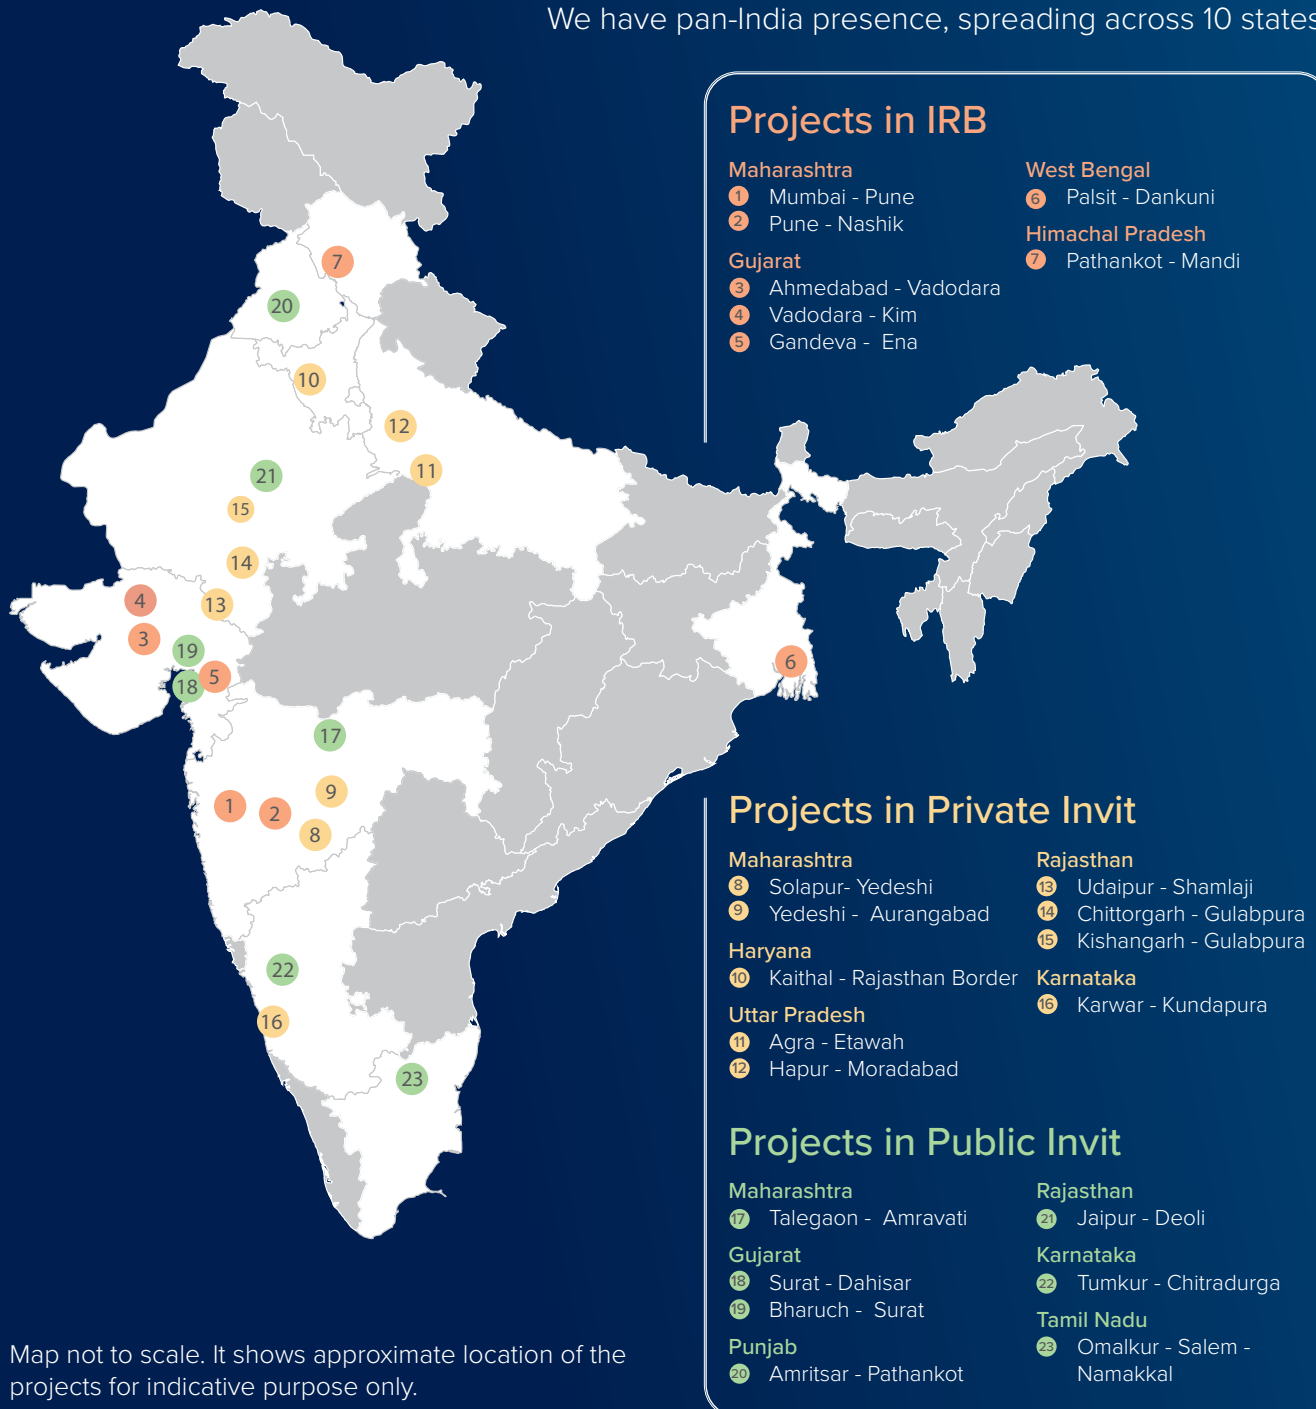 We have pan-India presence, spreading across 10 states
Projects in IRB
Maharashtra
1 Mumbai - Pune
2 Pune - Nashik
Gujarat
3 Ahmedabad - Vadodara
4 Vadodara - Kim
5 Gandeva - Ena
West Bengal
6 Palsit - Dankuni
Himachal Pradesh
7 Pathankot - Mandi
7
20
10
12
11
21
15
14
4
13
3
19
5
18
6
17
9
1
2
8
22
16
23
Projects in Private Invit
Maharashtra
8 Solapur- Yedeshi
9 Yedeshi - Aurangabad
Haryana
10 Kaithal - Rajasthan Border
Uttar Pradesh
11 Agra - Etawah
12 Hapur - Moradabad
Rajasthan
13 Udaipur - Shamlaji
14 Chittorgarh - Gulabpura
15 Kishangarh - Gulabpura
Karnataka
16 Karwar - Kundapura
Projects in Public Invit
Maharashtra
17 Talegaon - Amravati
Gujarat
18 Surat - Dahisar
19 Bharuch - Surat
Punjab
20 Amritsar - Pathankot
Rajasthan
21 Jaipur - Deoli
Karnataka
22 Tumkur - Chitradurga
Tamil Nadu
23 Omalkur - Salem -
Namakkal
Map not to scale. It shows approximate location of the
projects for indicative purpose only.